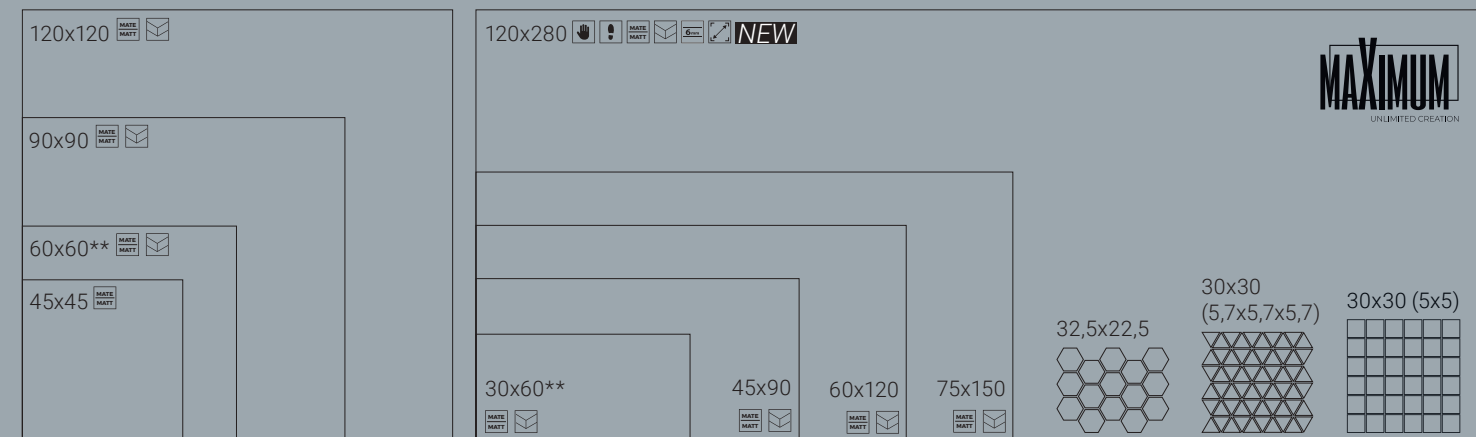 120x120 MATE MATT
90x90 MATE MATT
60x60** MATE MATT
45x45 MATE MATT
120x280 MATE MATT 6mm NEW
MAXIMUM
UNLIMITED CREATION
30x60**
MATE MATT
45x90
MATE MATT
60x120
MATE MATT
75x150
MATE MATT
32,5x22,5
30x30
(5,7x5,7x5,7)
30x30 (5x5)